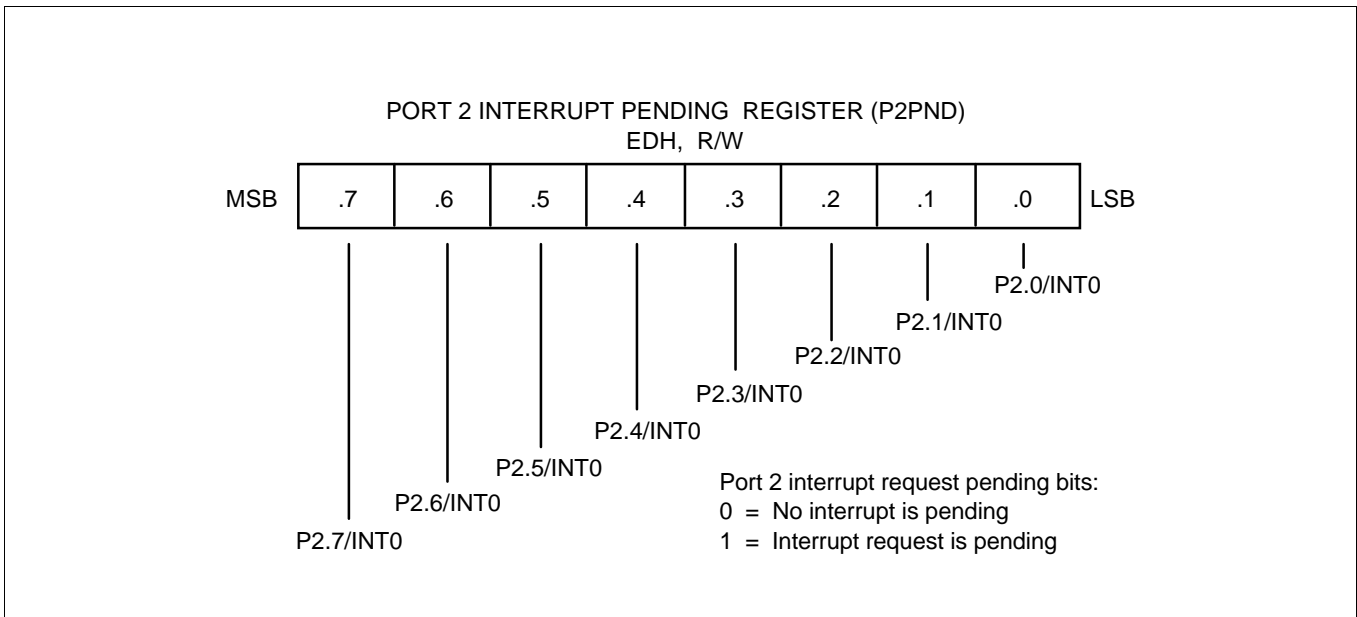 PORT 2 INTERRUPT PENDING REGISTER (P2PND)
EDH, R/W
MSB .7 .6 .5 .4 .3 .2 .1 .0 LSB
P2.0/INT0
P2.1/INT0
P2.2/INT0
P2.3/INT0
P2.4/INT0
P2.5/INT0
P2.6/INT0
P2.7/INT0
Port 2 interrupt request pending bits:
0 = No interrupt is pending
1 = Interrupt request is pending